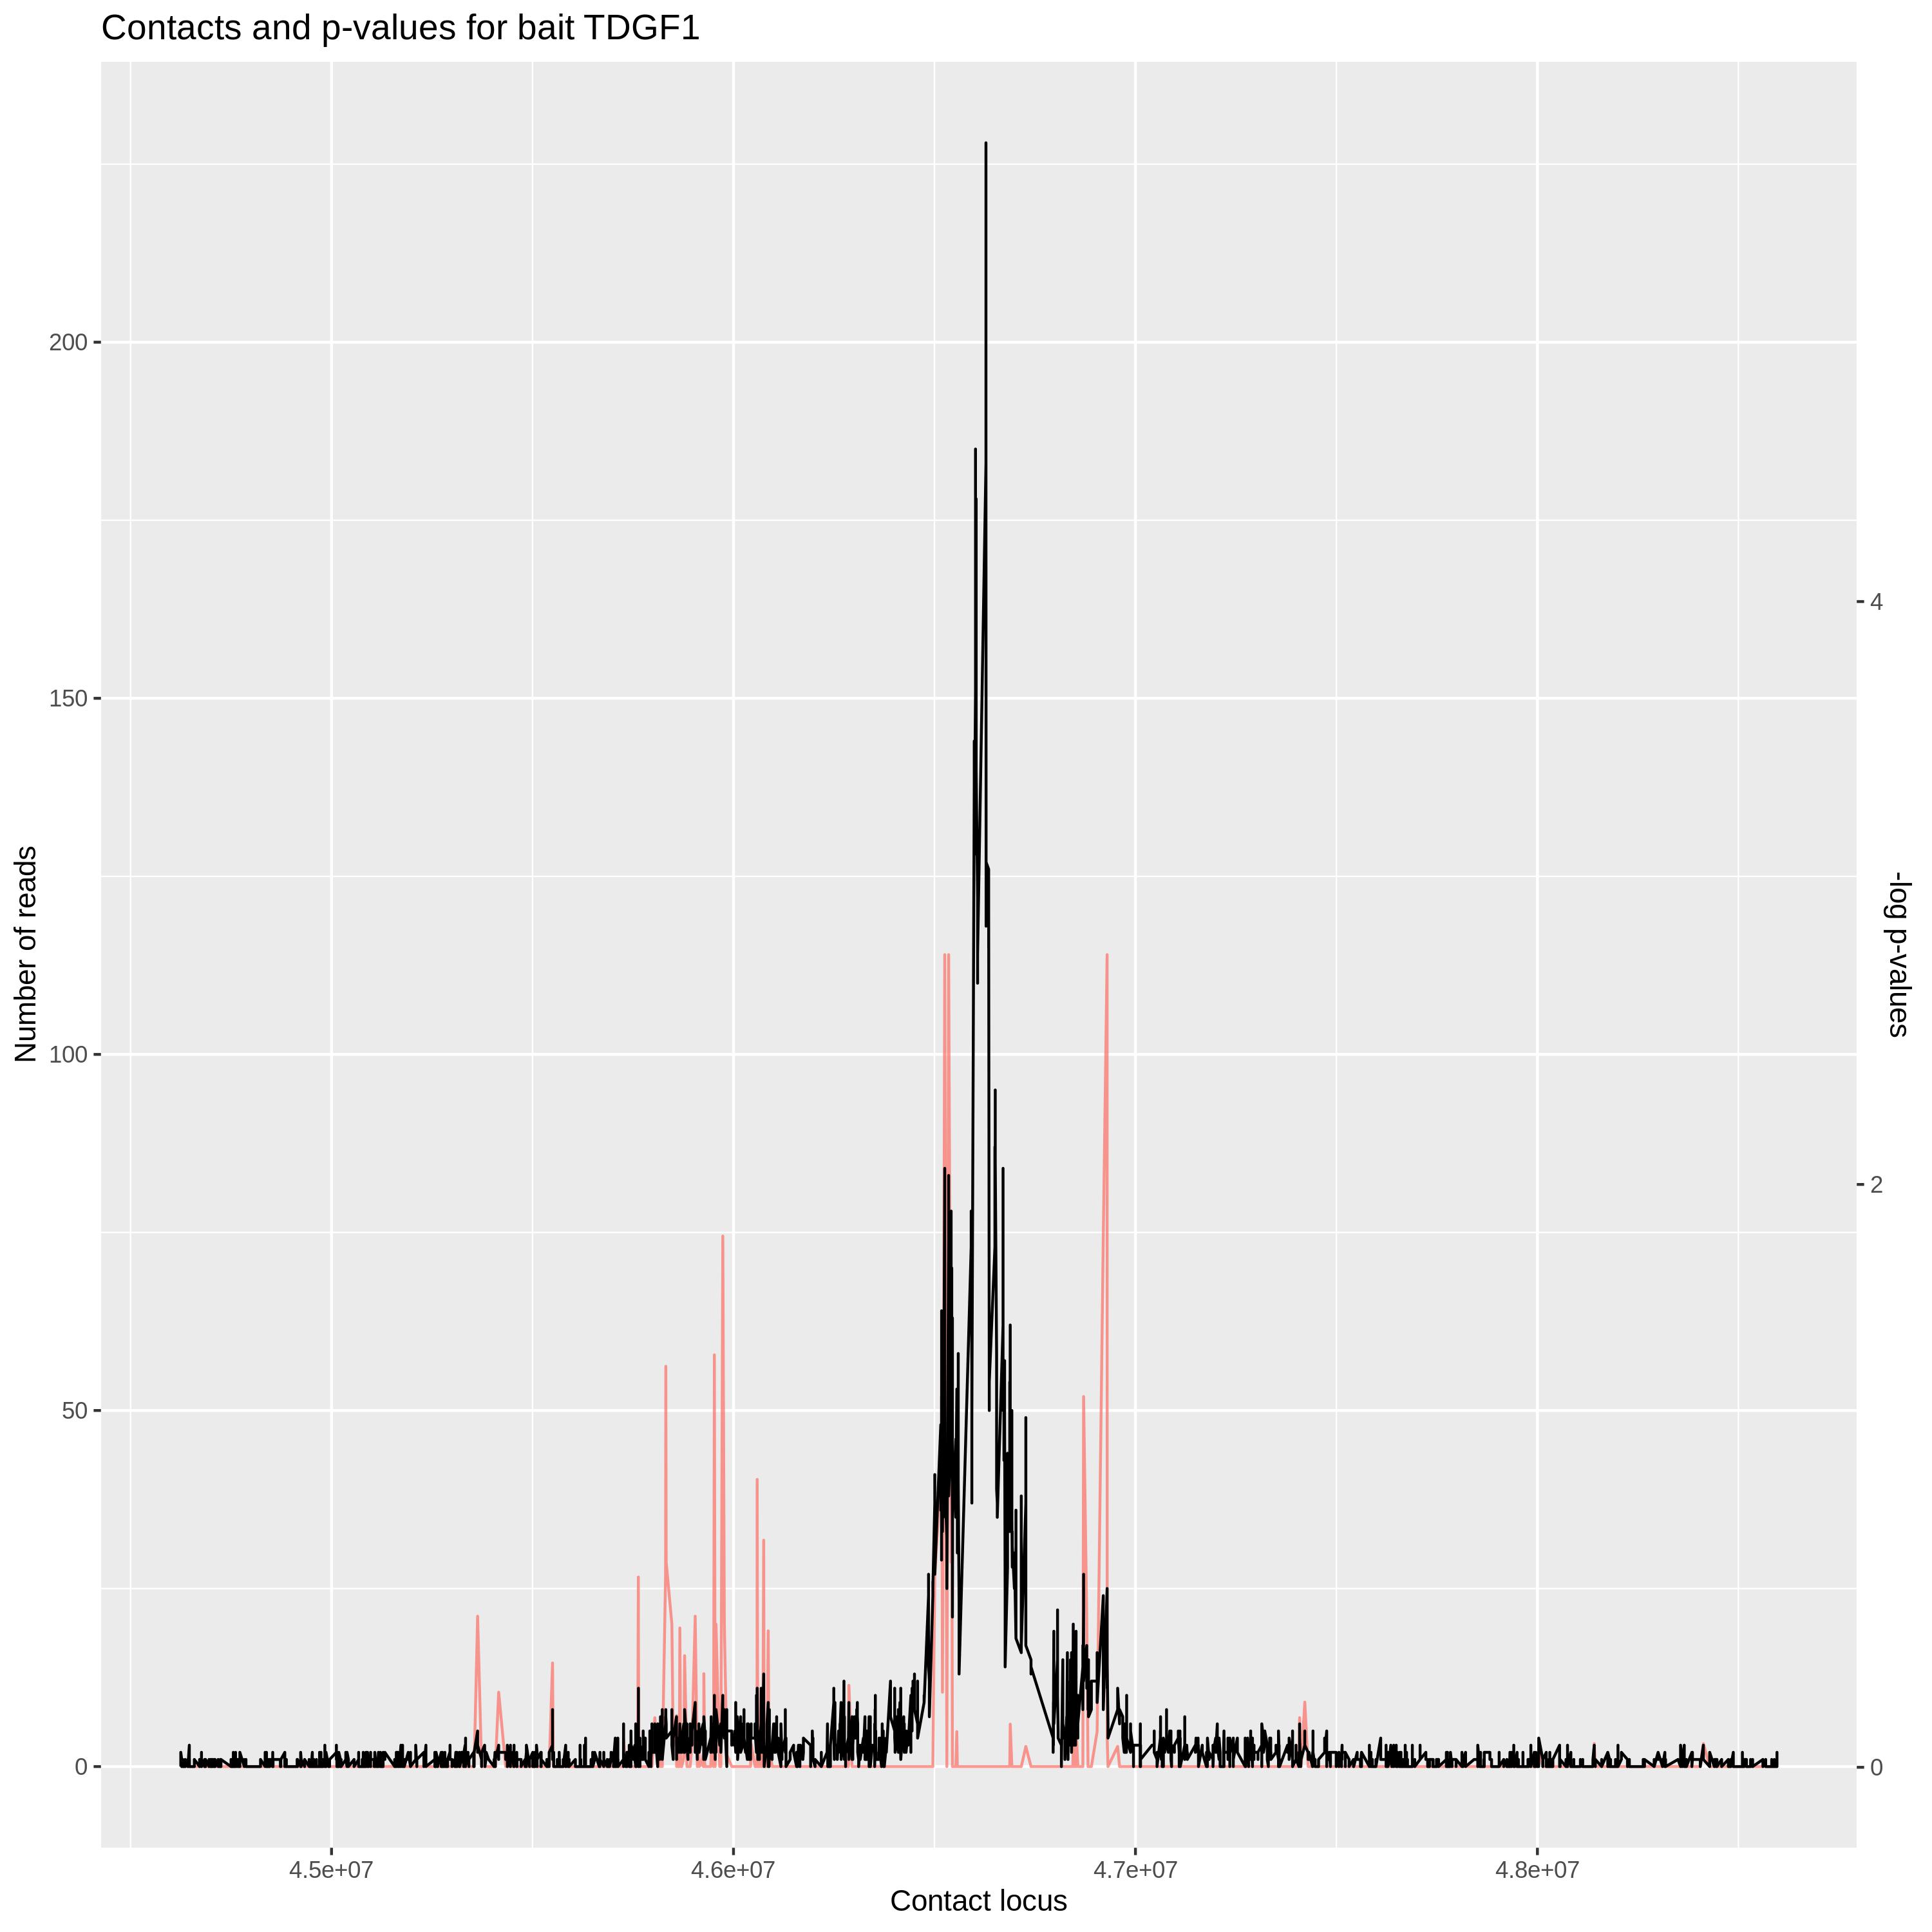 Contacts and p-values for bait TDGF1
Number of reads
200
150
100
50
0
4
2
0
-log p-values
4.5e+07 4.6e+07 4.7e+07 4.8e+07
Contact locus